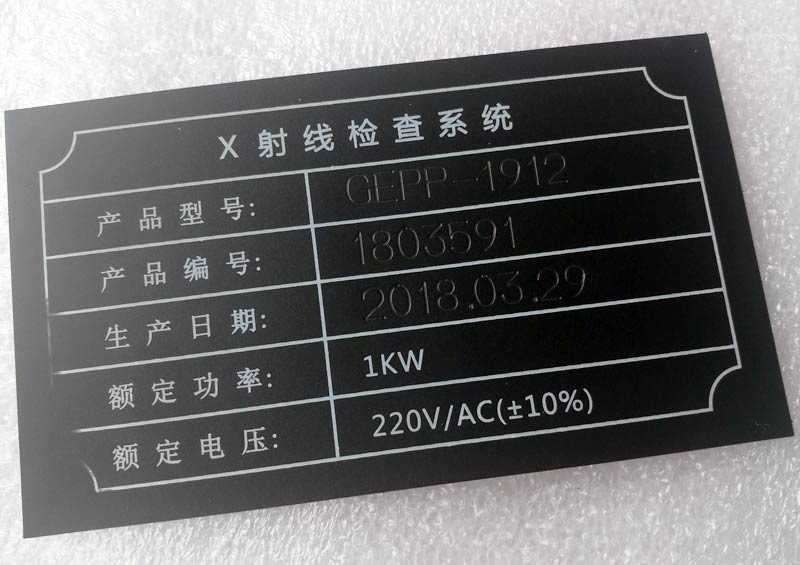 X射线检查系统
产品型号: GEPP-1912
产品编号: 1803591
生产日期: 2018.03.29
额定功率: 1KW
额定电压: 220V/AC(±10%)